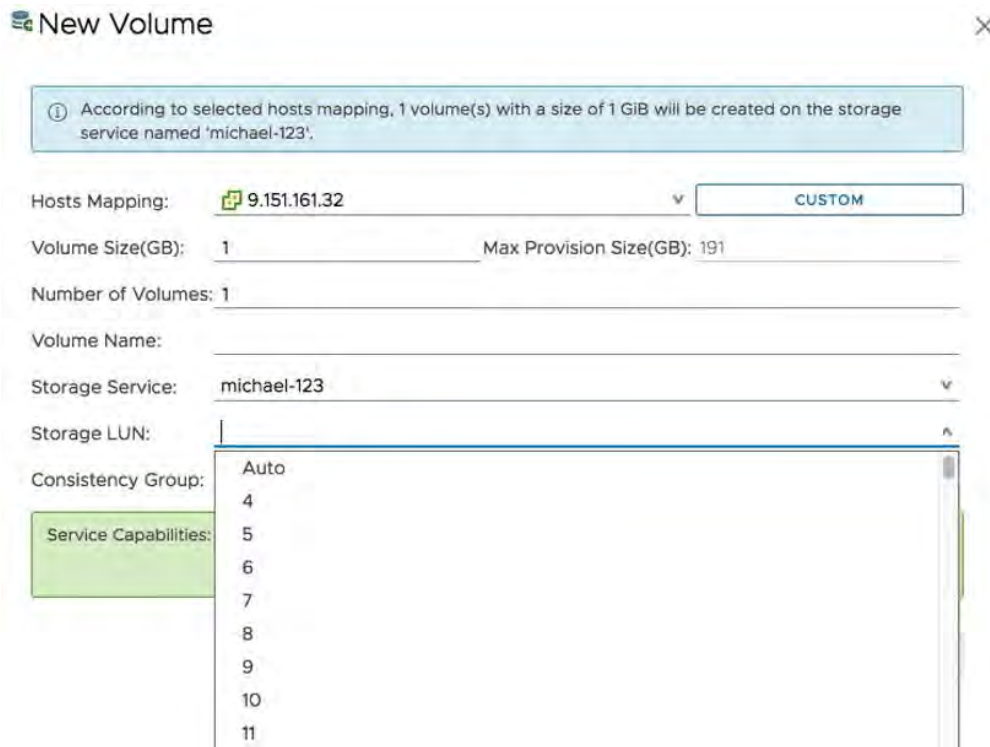 New Volume
According to selected hosts mapping, 1 volume(s) with a size of 1 GiB will be created on the storage
service named 'michael-123'.
Hosts Mapping: 9.151.161.32 CUSTOM
Volume Size(GB): 1 Max Provision Size(GB): 191
Number of Volumes: 1
Volume Name:
Storage Service: michael-123
Storage LUN:
Auto
Consistency Group:
4
Service Capabilities:
5
6
7
8
9
10
11